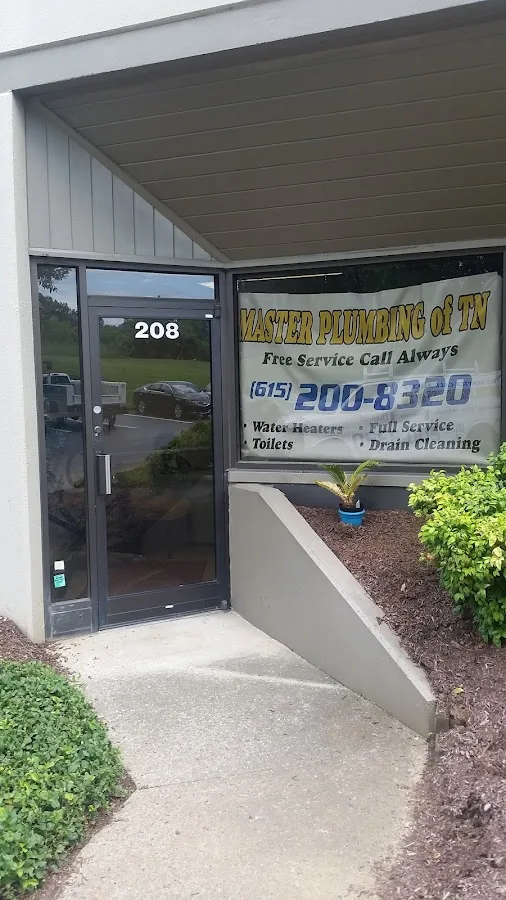 208
MASTER PLUMBING of TN
Free Service Call Always
(615) 200-8320
• Water Heaters • Full Service
• Toilets • Drain Cleaning